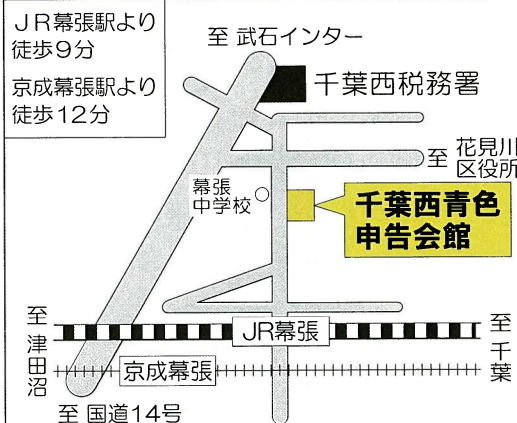 JR幕張駅より
徒歩9分
京成幕張駅より
徒歩12分
至 武石インター
千葉西税務署
至 花見川
区役所
幕張
中学校
千葉西青色
申告会館
至津田沼
JR幕張
至千葉
京成幕張
至 国道14号